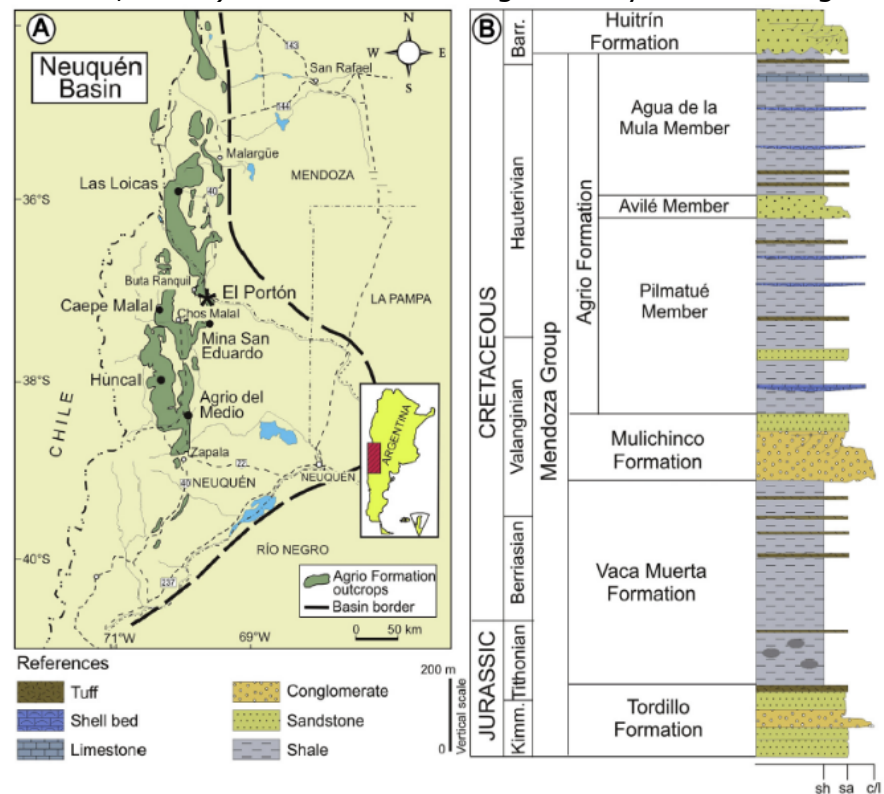 A
Neuquén
Basin
N
W
E
S
143
San Rafael
144
Malargüe
MENDOZA
Las Loicas
40
36°S
Buta Ranquil
El Portón
LA PAMPA
Caepe Malal
Chos Malal
Mina San
Eduardo
38°S
Huncal
CHILE
Agrio del
Medio
ARGENTINA
Zapala
22
NEUQUÉN
40
NEUQUÉN
40°S
RÍO NEGRO
237
Agrio Formation
outcrops
Basin border
0 50 km
71°W
69°W
References
Tuff
Conglomerate
Shell bed
Sandstone
Limestone
Shale
200 m
0
Vertical scale
B
Barr.
Huitrín
Formation
Hauterivian
Agua de la
Mula Member
Avilé Member
CRETACEOUS
Mendoza Group
Agrio Formation
Pilmatué
Member
Valanginian
Mulichinco
Formation
Berriasian
Vaca Muerta
Formation
JURASSIC
Tithonian
Kimm.
Tordillo
Formation
sh sa c/l